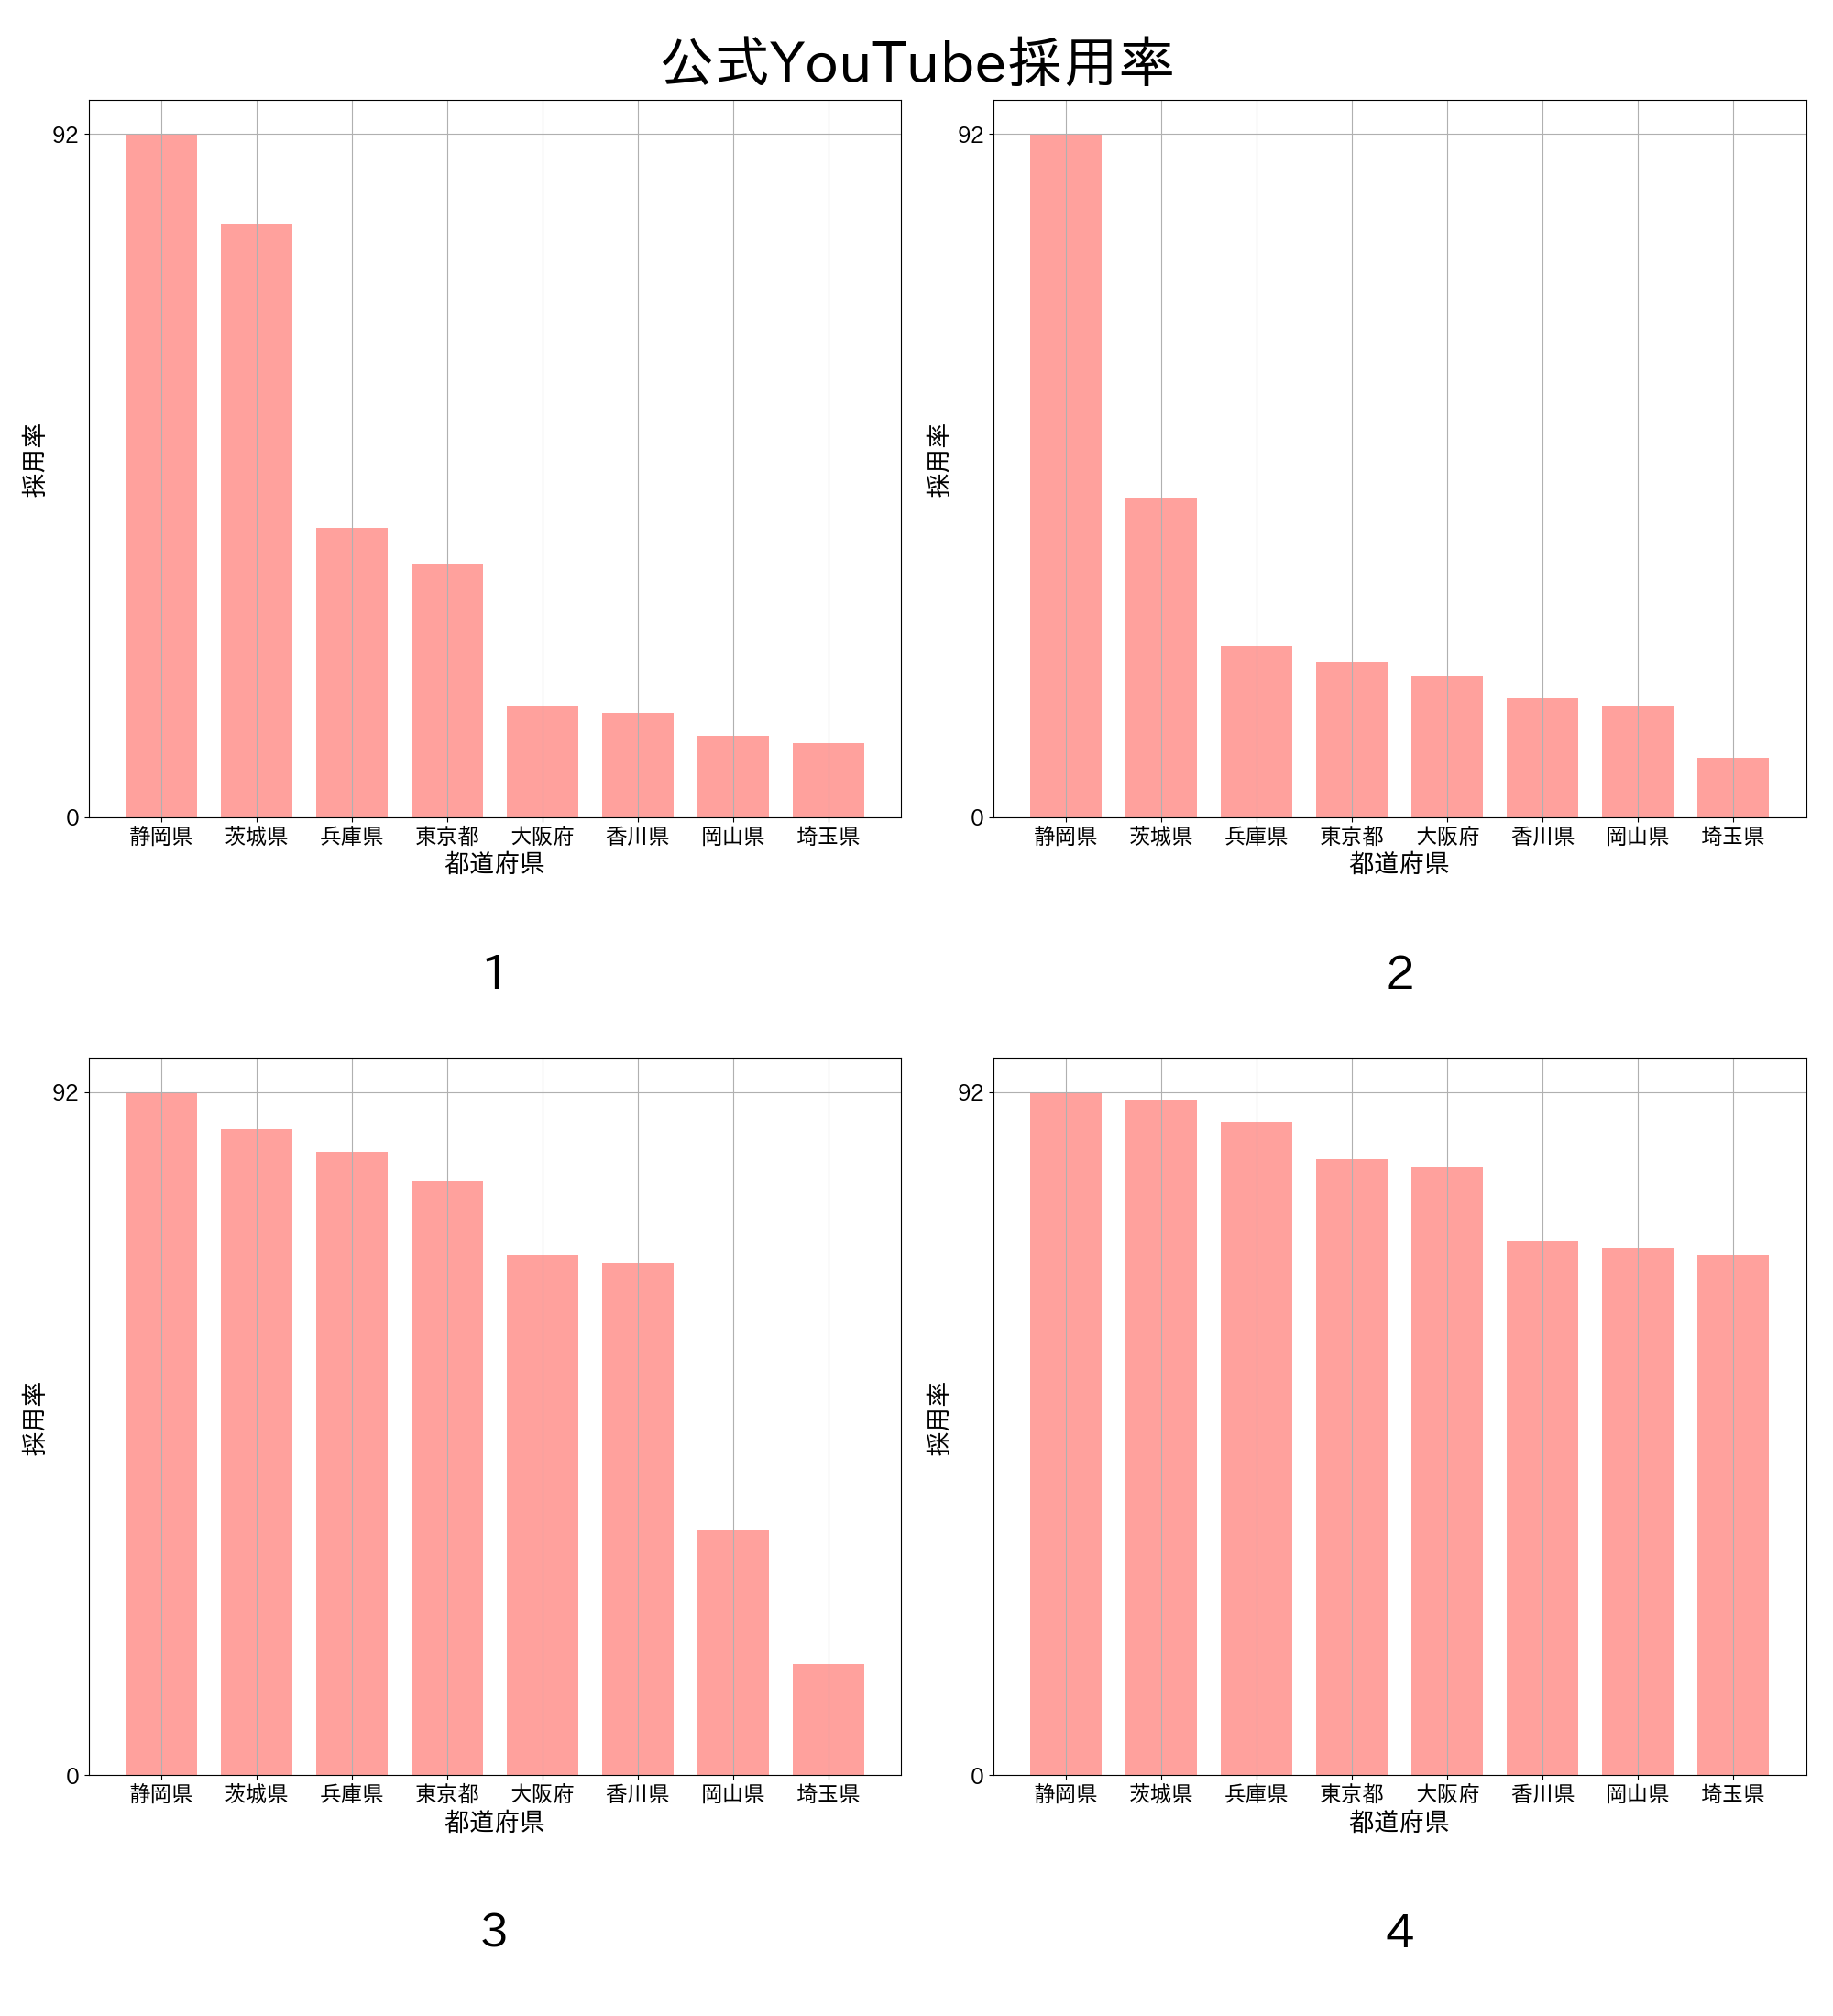 公式YouTube採用率
92
0
採用率
静岡県 茨城県 兵庫県 東京都 大阪府 香川県 岡山県 埼玉県
都道府県
1
92
0
採用率
静岡県 茨城県 兵庫県 東京都 大阪府 香川県 岡山県 埼玉県
都道府県
2
92
0
採用率
静岡県 茨城県 兵庫県 東京都 大阪府 香川県 岡山県 埼玉県
都道府県
3
92
0
採用率
静岡県 茨城県 兵庫県 東京都 大阪府 香川県 岡山県 埼玉県
都道府県
4